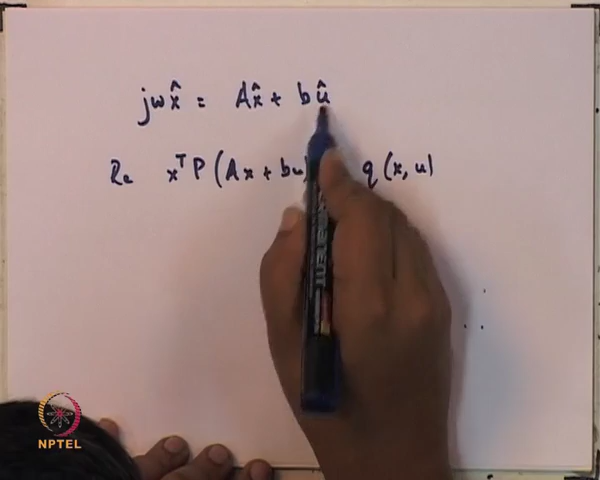 jωx̂ = Ax̂ + bû
Re xᵀP(Ax + bu) q(x, u)
NPTEL